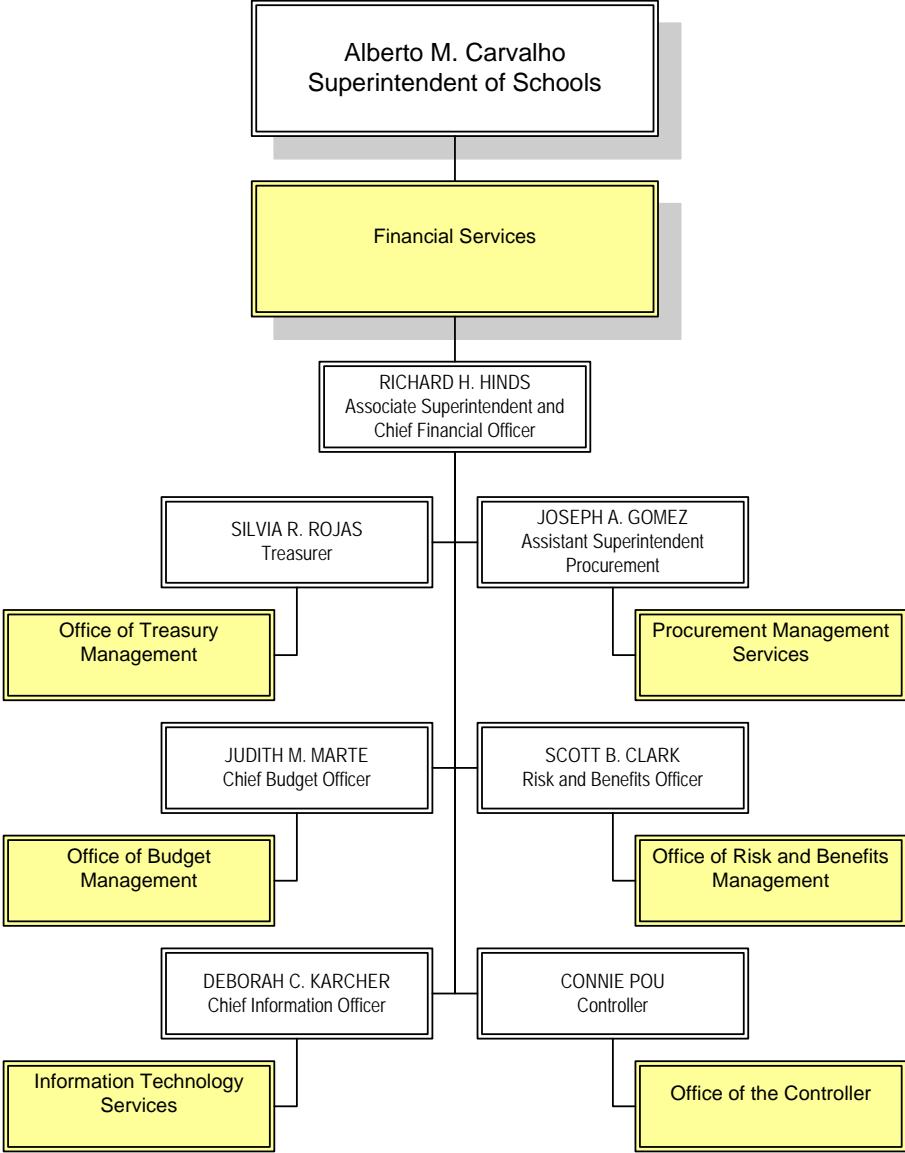 Alberto M. Carvalho
Superintendent of Schools
Financial Services
RICHARD H. HINDS
Associate Superintendent and
Chief Financial Officer
SILVIA R. ROJAS
Treasurer
JOSEPH A. GOMEZ
Assistant Superintendent
Procurement
Office of Treasury
Management
Procurement Management
Services
JUDITH M. MARTE
Chief Budget Officer
SCOTT B. CLARK
Risk and Benefits Officer
Office of Budget
Management
Office of Risk and Benefits
Management
DEBORAH C. KARCHER
Chief Information Officer
CONNIE POU
Controller
Information Technology
Services
Office of the Controller